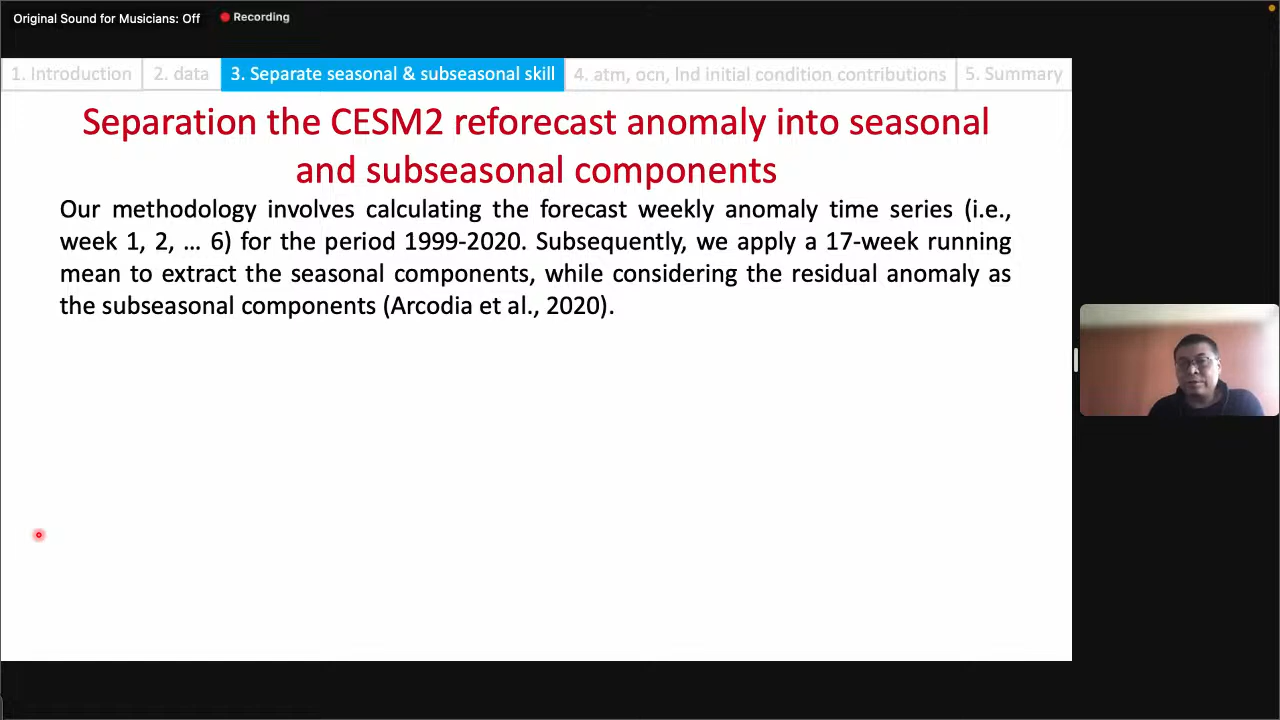 Original Sound for Musicians: Off
Recording
1. Introduction
2. data
3. Separate seasonal & subseasonal skill
4. atm, ocn, lnd initial condition contributions
5. Summary
Separation the CESM2 reforecast anomaly into seasonal
and subseasonal components
Our methodology involves calculating the forecast weekly anomaly time series (i.e.,
week 1, 2, … 6) for the period 1999-2020. Subsequently, we apply a 17-week running
mean to extract the seasonal components, while considering the residual anomaly as
the subseasonal components (Arcodia et al., 2020).